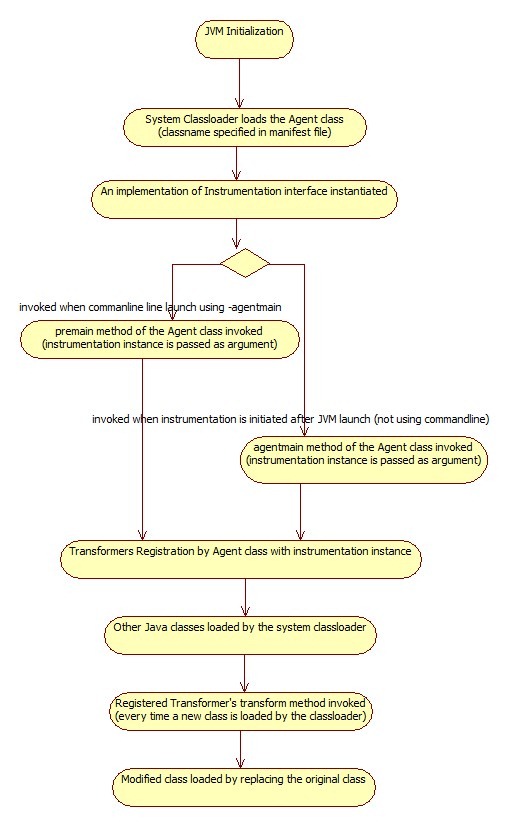 JVM Initialization
System Classloader loads the Agent class
(classname specified in manifest file)
An implementation of Instrumentation interface instantiated
invoked when commanline line launch using -agentmain
premain method of the Agent class invoked
(instrumentation instance is passed as argument)
invoked when instrumentation is initiated after JVM launch (not using commandline)
agentmain method of the Agent class invoked
(instrumentation instance is passed as argument)
Transformers Registration by Agent class with instrumentation instance
Other Java classes loaded by the system classloader
Registered Transformer's transform method invoked
(every time a new class is loaded by the classloader)
Modified class loaded by replacing the original class